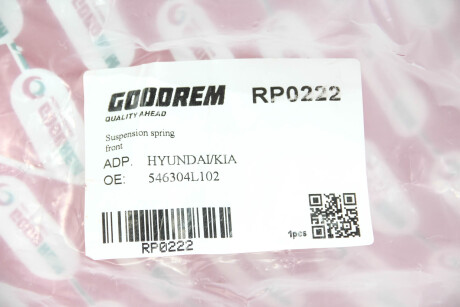 GOODREM RP0222
QUALITY AHEAD
Suspension spring
front
ADP. HYUNDAI/KIA
OE: 546304L102
RP0222
1pcs